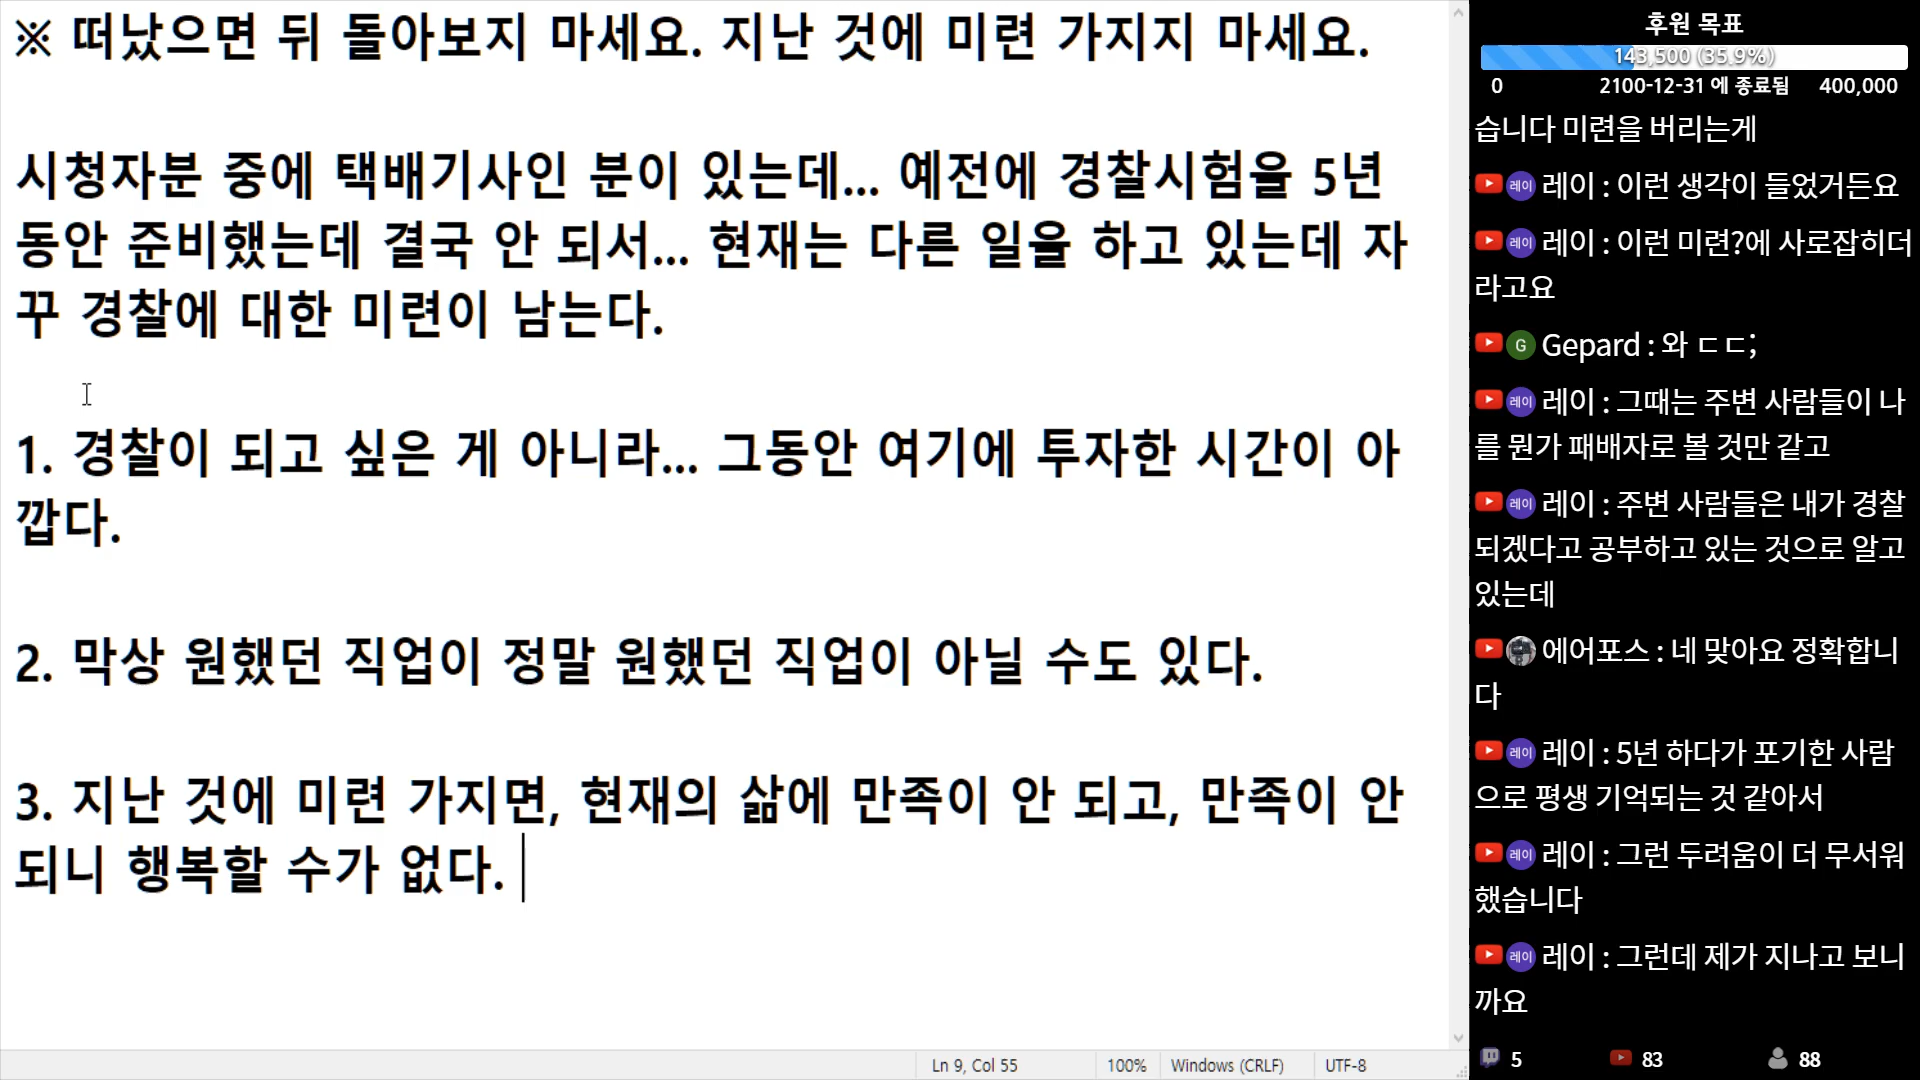 ※ 떠났으면 뒤 돌아보지 마세요. 지난 것에 미련 가지지 마세요.
시청자분 중에 택배기사인 분이 있는데... 예전에 경찰시험을 5년
동안 준비했는데 결국 안 되서... 현재는 다른 일을 하고 있는데 자
꾸 경찰에 대한 미련이 남는다.
1. 경찰이 되고 싶은 게 아니라... 그동안 여기에 투자한 시간이 아
깝다.
2. 막상 원했던 직업이 정말 원했던 직업이 아닐 수도 있다.
3. 지난 것에 미련 가지면, 현재의 삶에 만족이 안 되고, 만족이 안
되니 행복할 수가 없다.
Ln 9, Col 55
100%
Windows (CRLF)
UTF-8
후원 목표
143,500 (35.9%)
0 2100-12-31 에 종료됨 400,000
습니다 미련을 버리는게
레이 레이 : 이런 생각이 들었거든요
레이 레이 : 이런 미련?에 사로잡히더
라고요
G Gepard : 와 ㄷㄷ;
레이 레이 : 그때는 주변 사람들이 나
를 뭔가 패배자로 볼 것만 같고
레이 레이 : 주변 사람들은 내가 경찰
되겠다고 공부하고 있는 것으로 알고
있는데
에어포스 : 네 맞아요 정확합니
다
레이 레이 : 5년 하다가 포기한 사람
으로 평생 기억되는 것 같아서
레이 레이 : 그런 두려움이 더 무서워
했습니다
레이 레이 : 그런데 제가 지나고 보니
까요
5 83 88